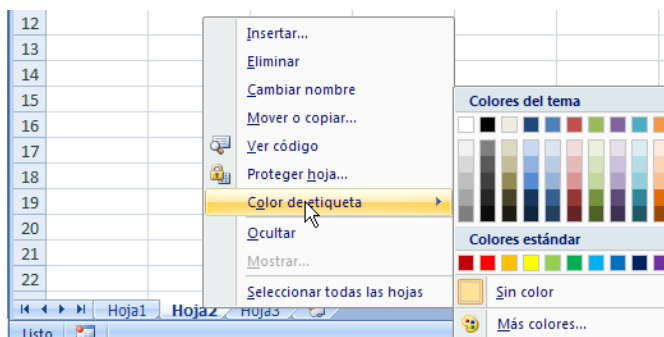 12
13
14
15
16
17
18
19
20
21
22
Insertar...
Eliminar
Cambiar nombre
Mover o copiar...
Ver código
Proteger hoja...
Color de etiqueta
Ocultar
Mostrar...
Seleccionar todas las hojas
Colores del tema
Colores estándar
Sin color
Más colores...
Hoja1 Hoja2 Hoja3
Listo